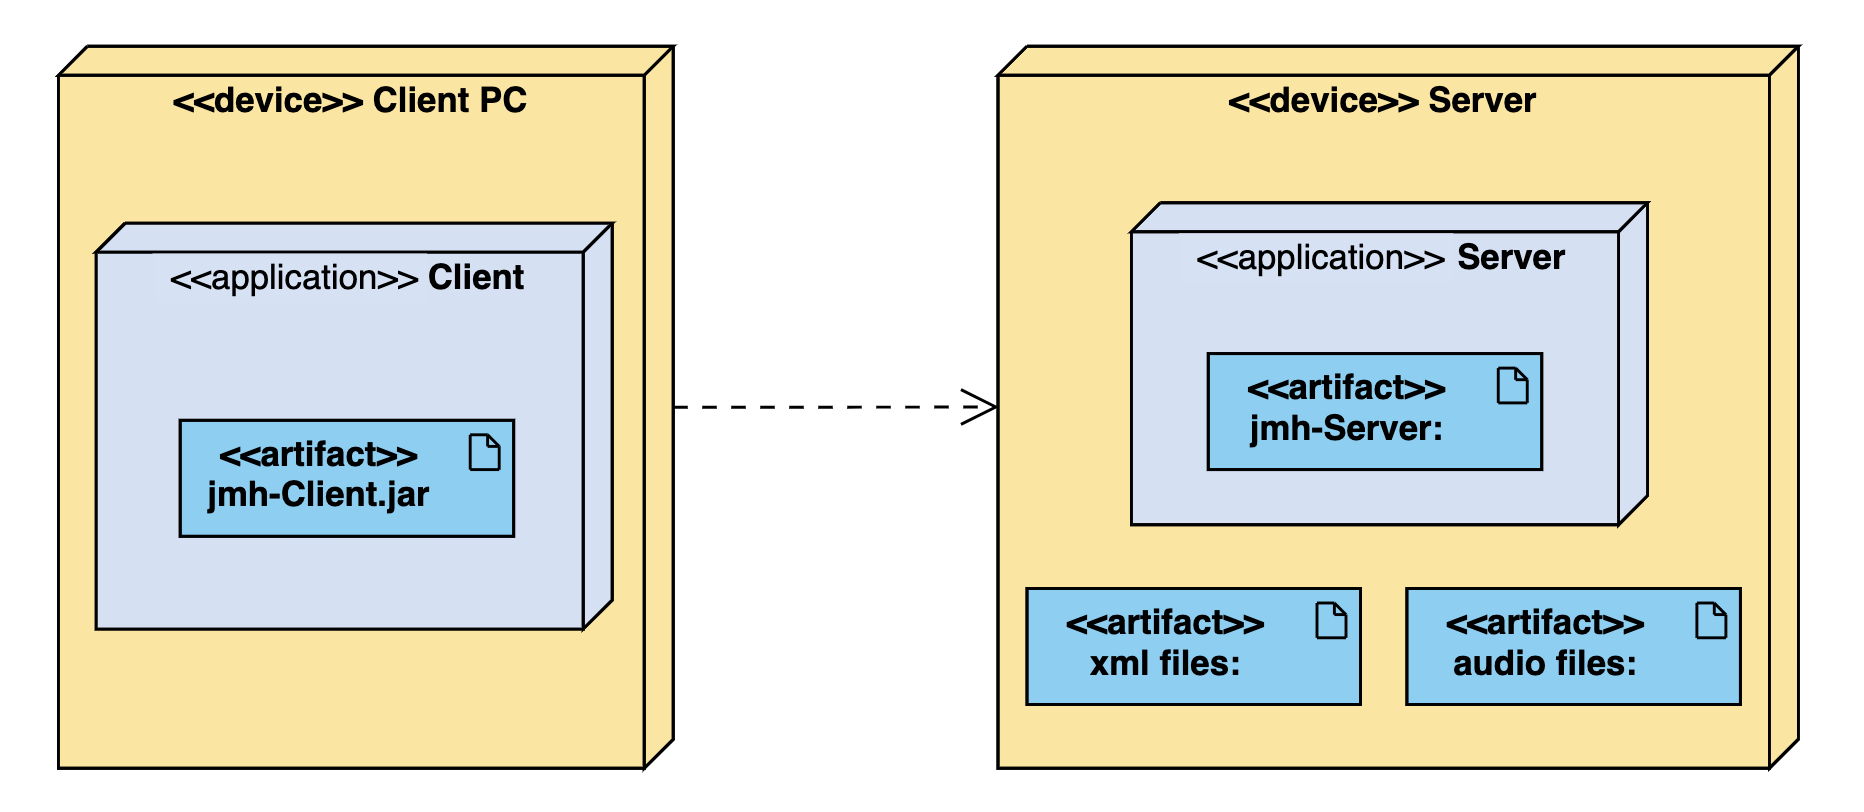 <<device>> Client PC
<<application>> Client
<<artifact>>
jmh-Client.jar
<<device>> Server
<<application>> Server
<<artifact>>
jmh-Server:
<<artifact>>
xml files:
<<artifact>>
audio files: